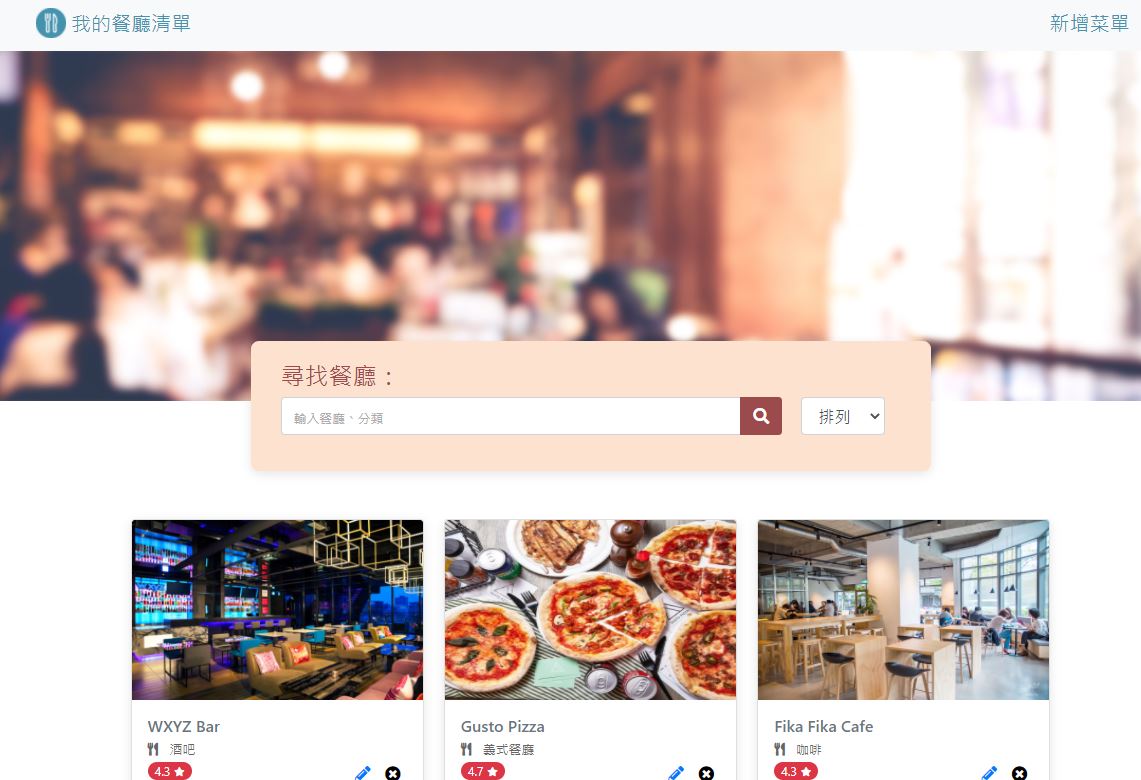 我的餐廳清單
新增菜單
尋找餐廳：
輸入餐廳、分類
排列
WXYZ Bar
酒吧
4.3
Gusto Pizza
義式餐廳
4.7
Fika Fika Cafe
咖啡
4.3